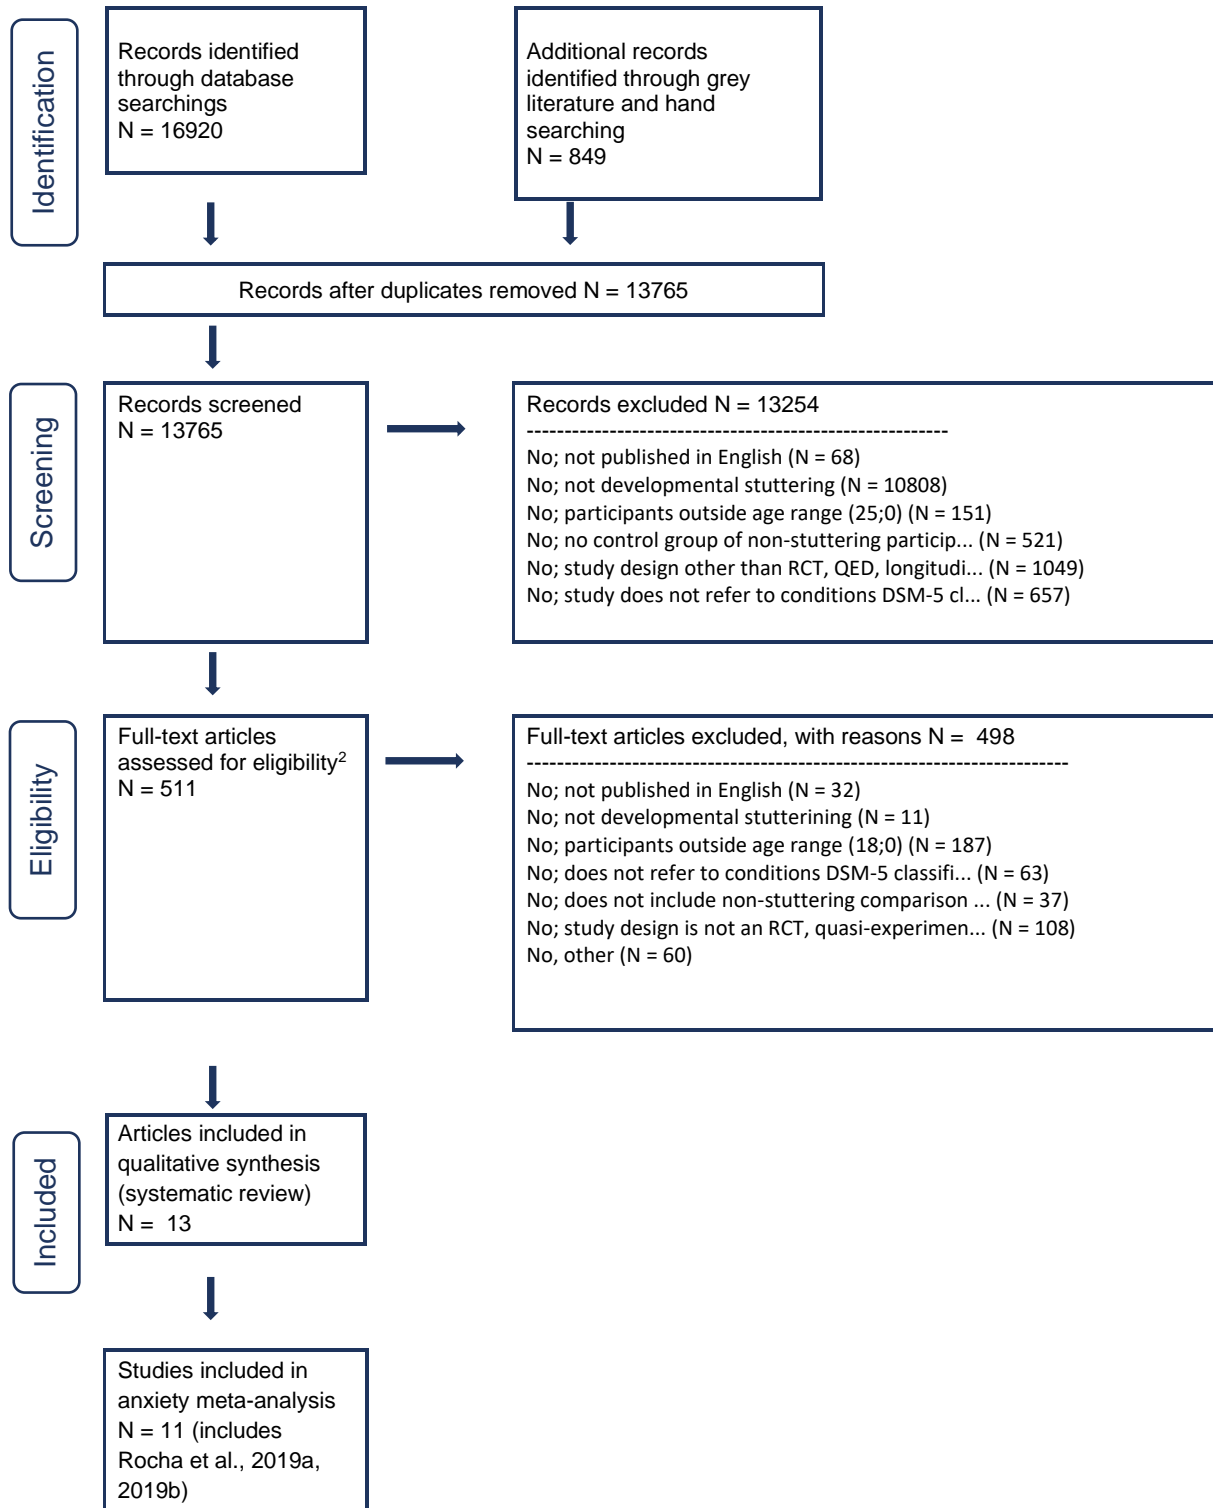 Identification
Records identified
through database
searchings
N = 16920
Additional records
identified through grey
literature and hand
searching
N = 849
Records after duplicates removed N = 13765
Screening
Records screened
N = 13765
Records excluded N = 13254
--------------------------------------------------------
No; not published in English (N = 68)
No; not developmental stuttering (N = 10808)
No; participants outside age range (25;0) (N = 151)
No; no control group of non-stuttering particip... (N = 521)
No; study design other than RCT, QED, longitudi... (N = 1049)
No; study does not refer to conditions DSM-5 cl... (N = 657)
Eligibility
Full-text articles
assessed for eligibility2
N = 511
Full-text articles excluded, with reasons N =  498
------------------------------------------------------------------------
No; not published in English (N = 32)
No; not developmental stutterining (N = 11)
No; participants outside age range (18;0) (N = 187)
No; does not refer to conditions DSM-5 classifi... (N = 63)
No; does not include non-stuttering comparison ... (N = 37)
No; study design is not an RCT, quasi-experimen... (N = 108)
No, other (N = 60)
Included
Articles included in
qualitative synthesis
(systematic review)
N =  13
Studies included in
anxiety meta-analysis
N = 11 (includes
Rocha et al., 2019a,
2019b)